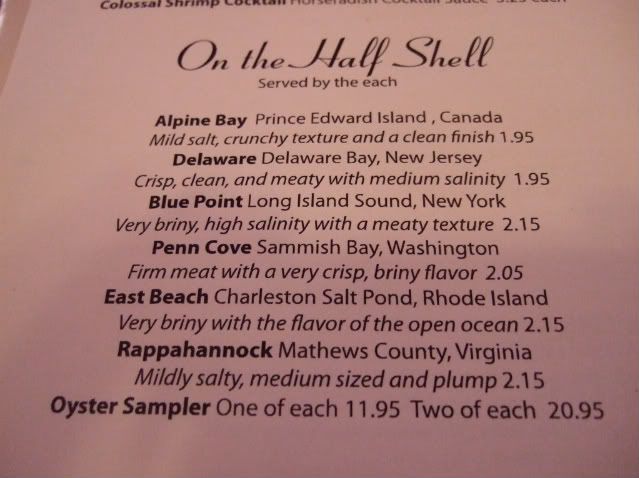 Colossal Shrimp Cocktail Horseradish Cocktail Sauce 3.25 each
On the Half Shell
Served by the each
Alpine Bay Prince Edward Island , Canada
Mild salt, crunchy texture and a clean finish 1.95
Delaware Delaware Bay, New Jersey
Crisp, clean, and meaty with medium salinity 1.95
Blue Point Long Island Sound, New York
Very briny, high salinity with a meaty texture 2.15
Penn Cove Sammish Bay, Washington
Firm meat with a very crisp, briny flavor 2.05
East Beach Charleston Salt Pond, Rhode Island
Very briny with the flavor of the open ocean 2.15
Rappahannock Mathews County, Virginia
Mildly salty, medium sized and plump 2.15
Oyster Sampler One of each 11.95 Two of each 20.95